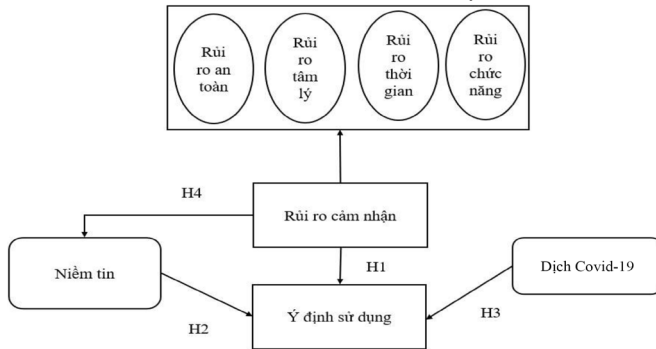 Rủi
ro an
toàn
Rủi
ro
tâm
lý
Rủi
ro
thời
gian
Rủi
ro
chức
năng
H4
Rủi ro cảm nhận
Niềm tin
H1
Dịch Covid-19
H2
Ý định sử dụng
H3